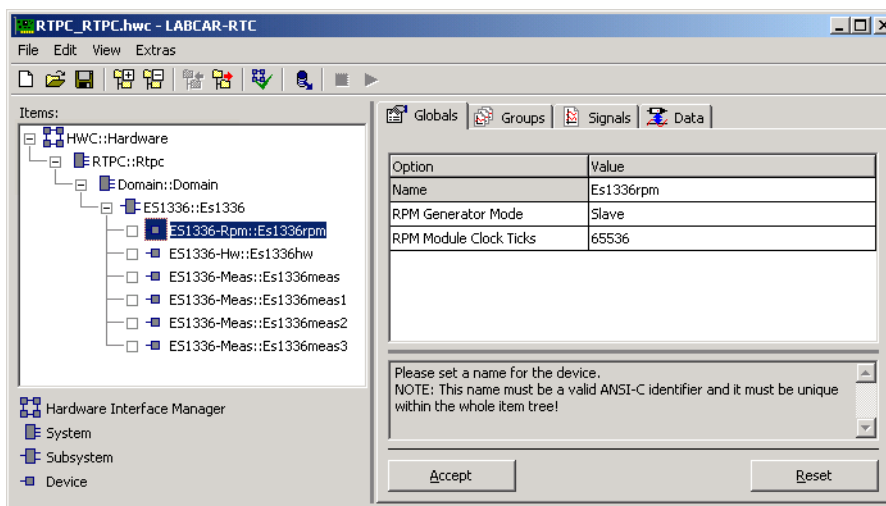 RTPC_RTPC.hwc - LABCAR-RTC
File Edit View Extras
Items:
HWC::Hardware
RTPC::Rtpc
Domain::Domain
ES1336::Es1336
ES1336-Rpm::Es1336rpm
ES1336-Hw::Es1336hw
ES1336-Meas::Es1336meas
ES1336-Meas::Es1336meas1
ES1336-Meas::Es1336meas2
ES1336-Meas::Es1336meas3
Hardware Interface Manager
System
Subsystem
Device
Globals Groups Signals Data
Option Value
Name Es1336rpm
RPM Generator Mode Slave
RPM Module Clock Ticks 65536
Please set a name for the device.
NOTE: This name must be a valid ANSI-C identifier and it must be unique
within the whole item tree!
Accept Reset